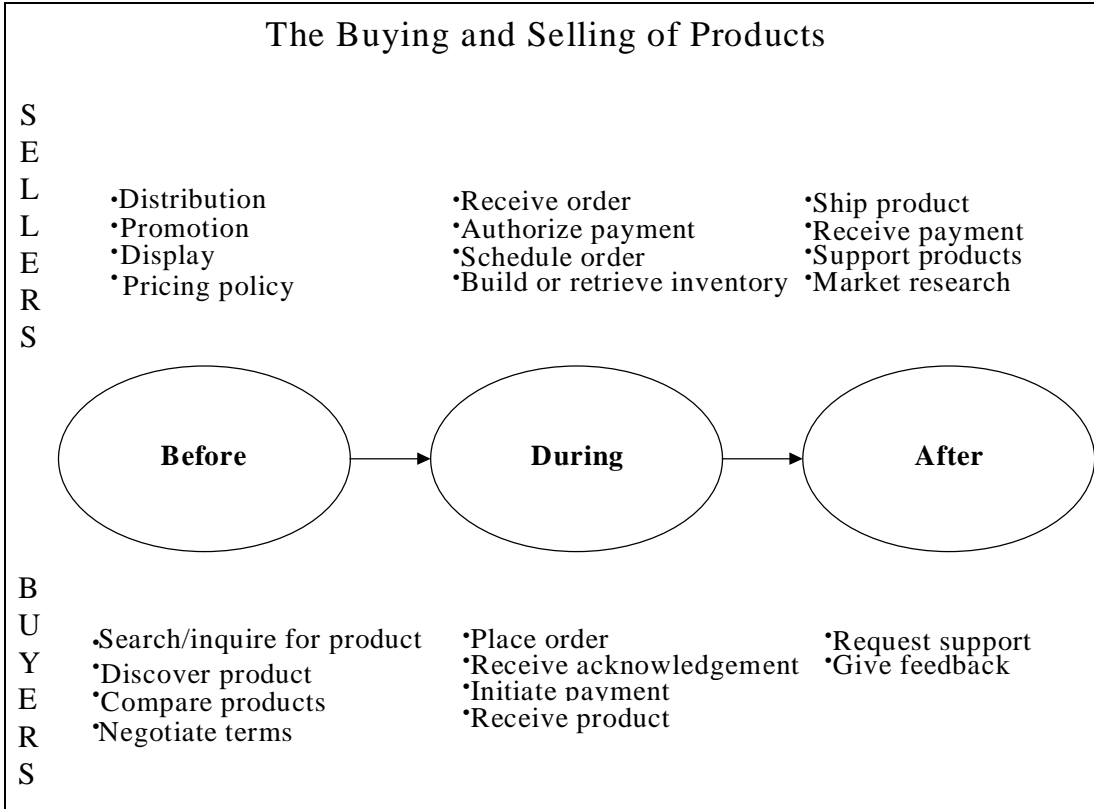 The Buying and Selling of Products
SELLERS
•Distribution
•Promotion
•Display
•Pricing policy
•Receive order
•Authorize payment
•Schedule order
•Build or retrieve inventory
•Ship product
•Receive payment
•Support products
•Market research
Before
During
After
BUYERS
•Search/inquire for product
•Discover product
•Compare products
•Negotiate terms
•Place order
•Receive acknowledgement
•Initiate payment
•Receive product
•Request support
•Give feedback